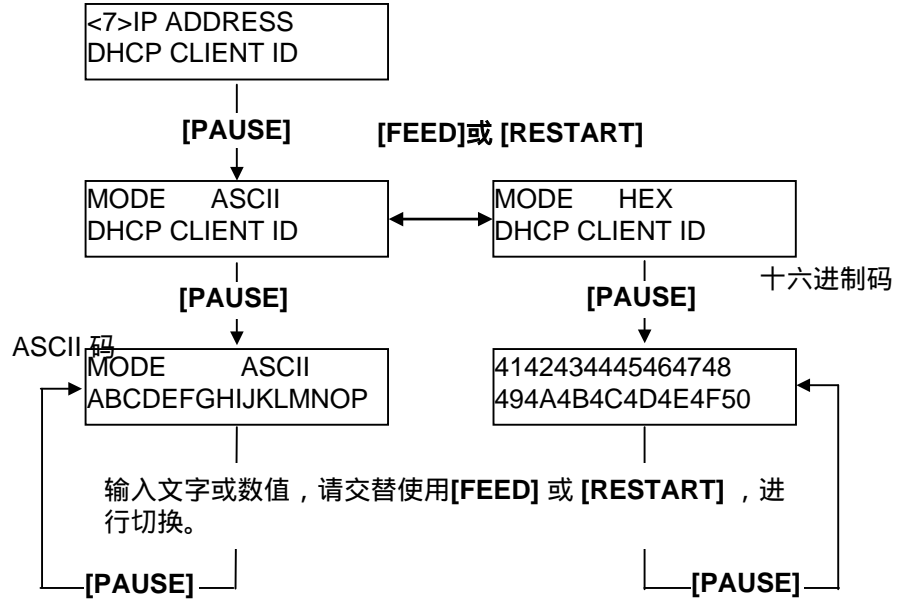 <7>IP ADDRESS
DHCP CLIENT ID
[PAUSE]
[FEED]或 [RESTART]
MODE ASCII
DHCP CLIENT ID
MODE HEX
DHCP CLIENT ID
[PAUSE]
[PAUSE]
十六进制码
ASCII 码
MODE ASCII
ABCDEFGHIJKLMNOP
4142434445464748
494A4B4C4D4E4F50
输入文字或数值，请交替使用[FEED] 或 [RESTART] ，进
行切换。
[PAUSE]
[PAUSE]